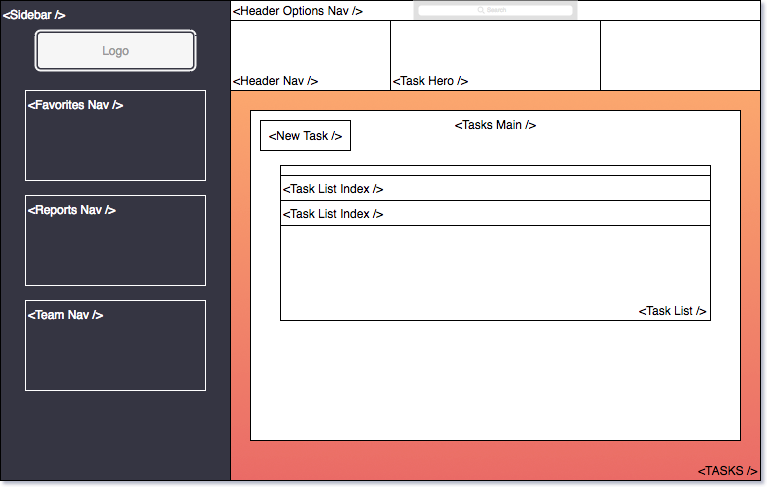 <Sidebar />
Logo
<Favorites Nav />
<Reports Nav />
<Team Nav />
<Header Options Nav />
Search
<Header Nav />
<Task Hero />
<New Task />
<Tasks Main />
<Task List Index />
<Task List Index />
<Task List />
<TASKS />